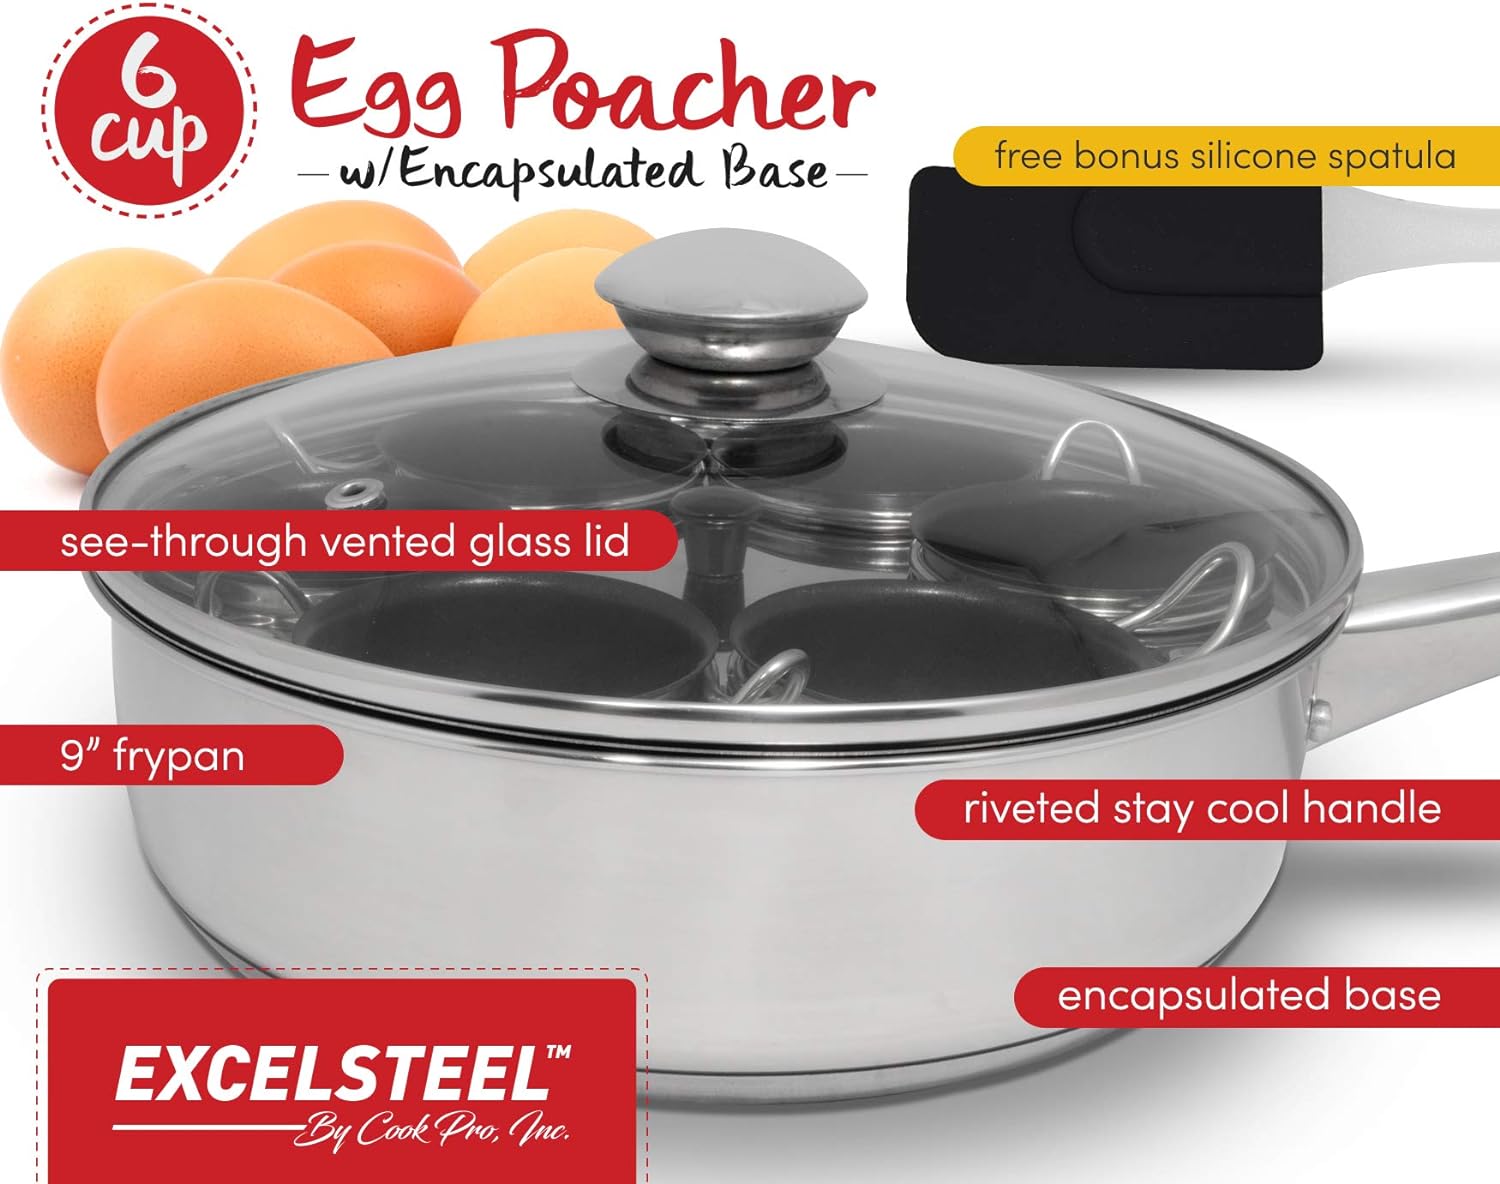 6
cup
Egg Poacher
w/Encapsulated Base
free bonus silicone spatula
see-through vented glass lid
9” frypan
riveted stay cool handle
encapsulated base
EXCELSTEEL™
By Cook Pro, Inc.